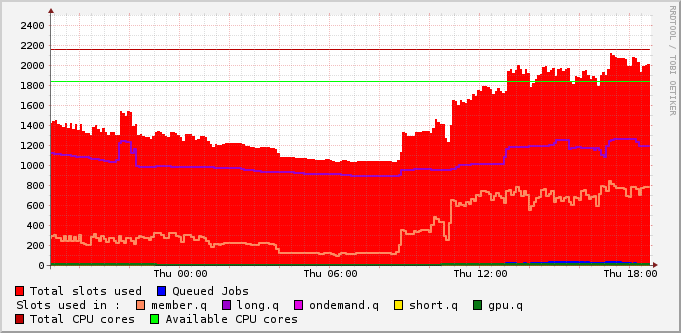 RRDTOOL / TOBI OETIKER
2400
2200
2000
1800
1600
1400
1200
1000
800
600
400
200
0
Thu 00:00 Thu 06:00 Thu 12:00 Thu 18:00
Total slots used Queued Jobs
Slots used in : member.q long.q ondemand.q short.q gpu.q
Total CPU cores Available CPU cores